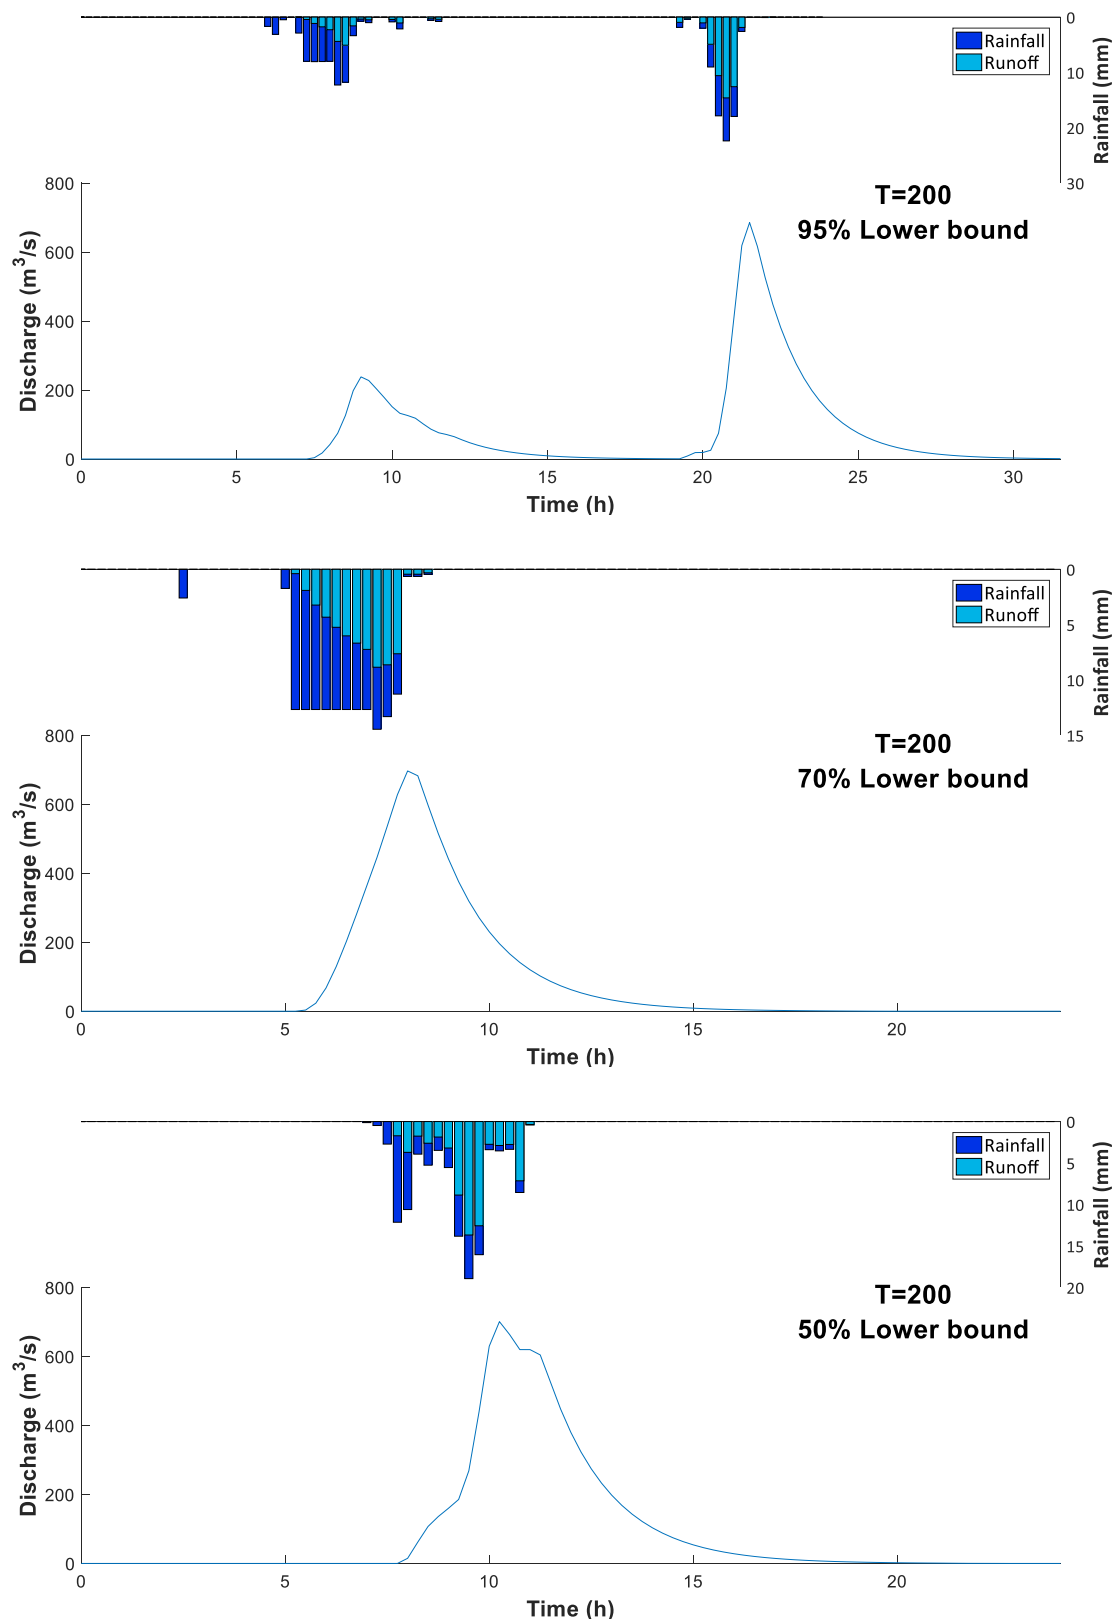 0
10
20
30
Rainfall (mm)
Rainfall
Runoff
T=200
95% Lower bound
800
600
400
200
0
Discharge (m³/s)
0 5 10 15 20 25 30
Time (h)
0
5
10
15
Rainfall (mm)
Rainfall
Runoff
T=200
70% Lower bound
800
600
400
200
0
Discharge (m³/s)
0 5 10 15 20
Time (h)
0
5
10
15
20
Rainfall (mm)
Rainfall
Runoff
T=200
50% Lower bound
800
600
400
200
0
Discharge (m³/s)
0 5 10 15 20
Time (h)